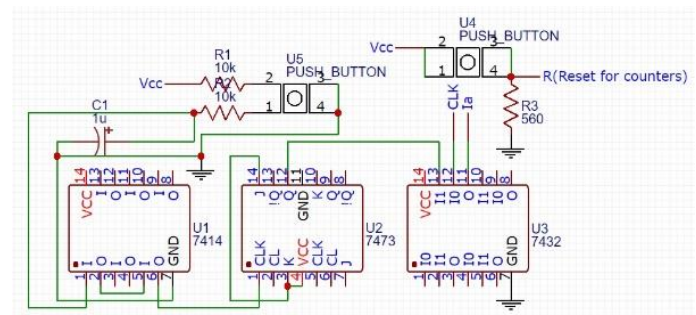 U4
PUSH_BUTTON
Vcc
2 3
1 4
R(Reset for counters)
R1
10k
U5
PUSH_BUTTON
Vcc
2 3
R2
10k
1 4
CLK
Ia
R3
560
C1
1u
+
14 13 12 11 10 9 8
VCC I O I O I O
U1
7414
I O I O I O GND
1 2 3 4 5 6 7
14 13 12 11 10 9 8
J !Q Q GND K Q !Q
U2
7473
CLK CL K VCC CLK CL J
1 2 3 4 5 6 7
14 13 12 11 10 9 8
VCC I1 I0 O I1 I0 O
U3
7432
I0 I1 O I0 I1 O GND
1 2 3 4 5 6 7